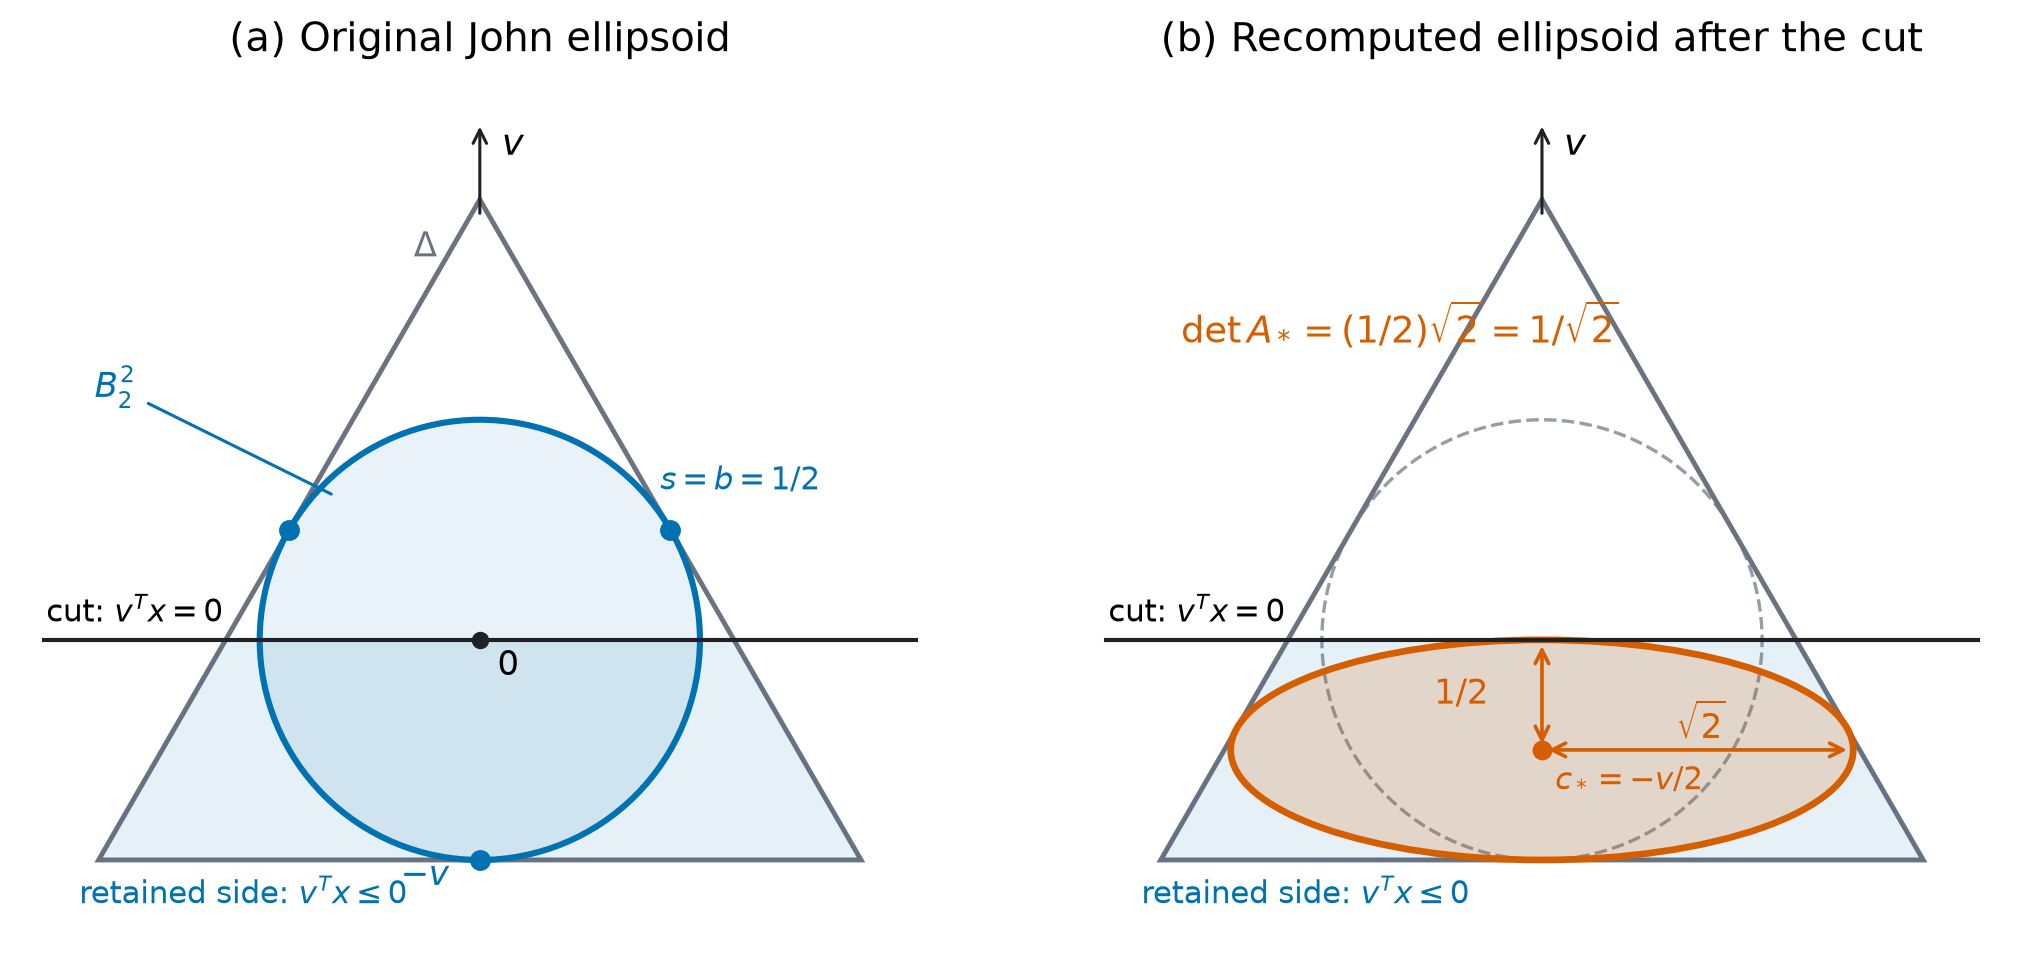 (a) Original John ellipsoid
v
Δ
B₂²
s = b = 1/2
cut: vᵀx = 0
0
−v
retained side: vᵀx ≤ 0
(b) Recomputed ellipsoid after the cut
v
det A∗ = (1/2)√2 = 1/√2
cut: vᵀx = 0
1/2
√2
c∗ = −v/2
retained side: vᵀx ≤ 0